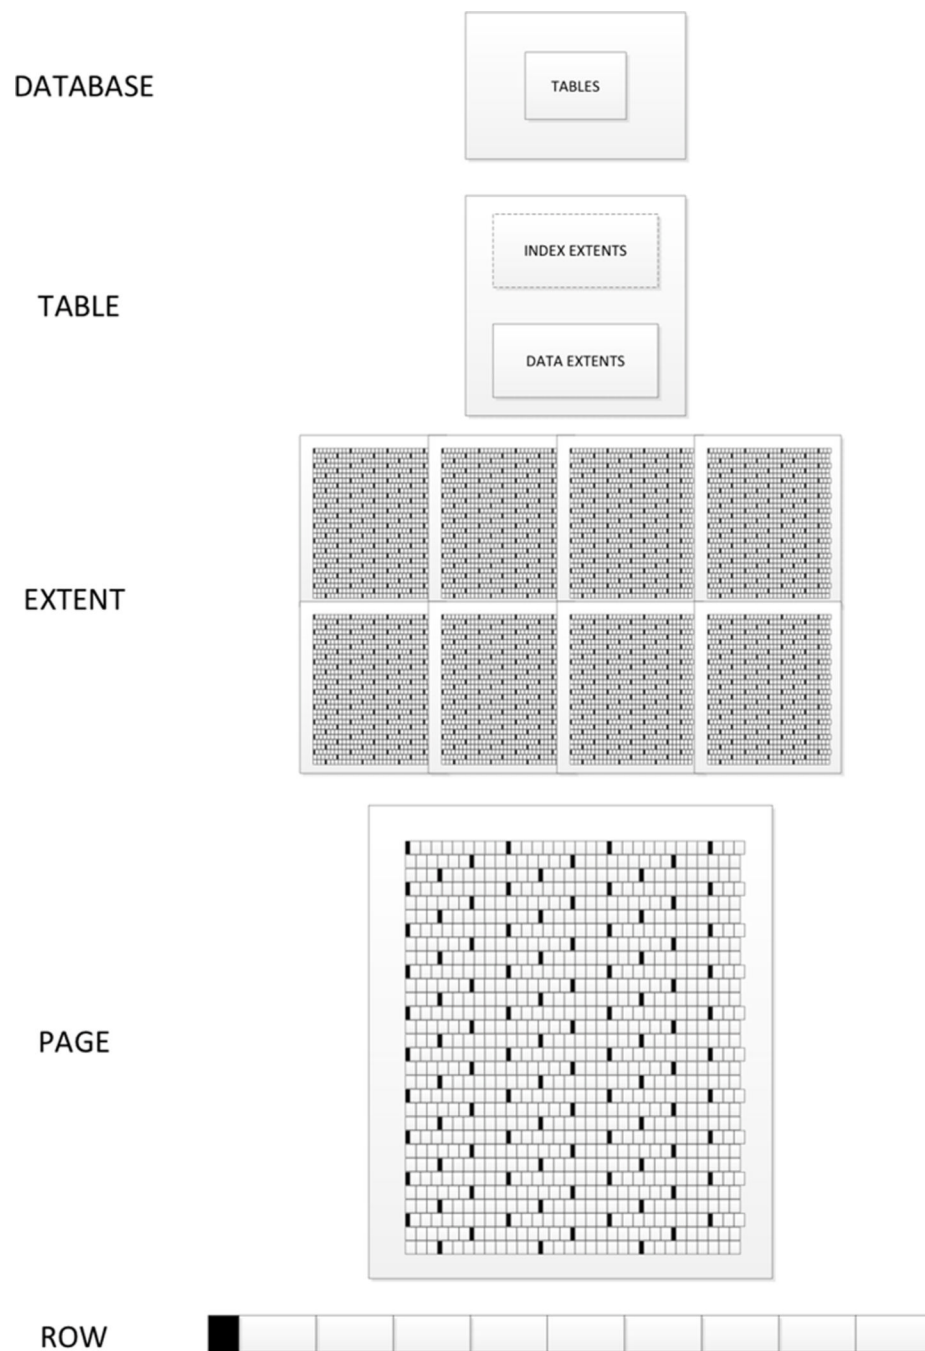 DATABASE
TABLES
TABLE
INDEX EXTENTS
DATA EXTENTS
EXTENT
PAGE
ROW